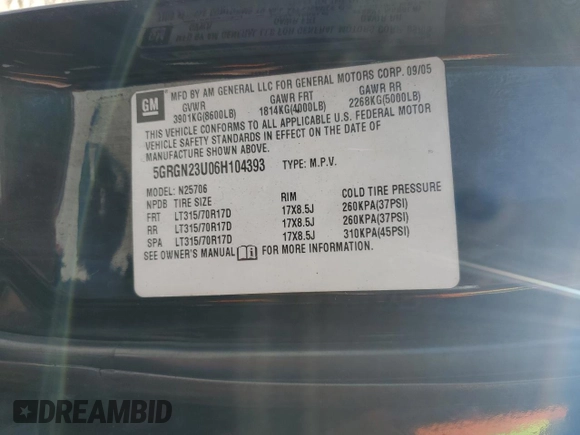 GM
MFD BY AM GENERAL LLC FOR GENERAL MOTORS CORP. 09/05
GVWR GAWR FRT GAWR RR
3901KG(8600LB) 1814KG(4000LB) 2268KG(5000LB)
THIS VEHICLE CONFORMS TO ALL APPLICABLE U.S. FEDERAL MOTOR
VEHICLE SAFETY STANDARDS IN EFFECT ON THE DATE OF
MANUFACTURE SHOWN ABOVE.
5GRGN23U06H104393 TYPE: M.P.V.
MODEL: N25706
NPDB TIRE SIZE RIM COLD TIRE PRESSURE
FRT LT315/70R17D 17X8.5J 260KPA(37PSI)
RR LT315/70R17D 17X8.5J 260KPA(37PSI)
SPA LT315/70R17D 17X8.5J 310KPA(45PSI)
SEE OWNER'S MANUAL FOR MORE INFORMATION.
DREAMBID